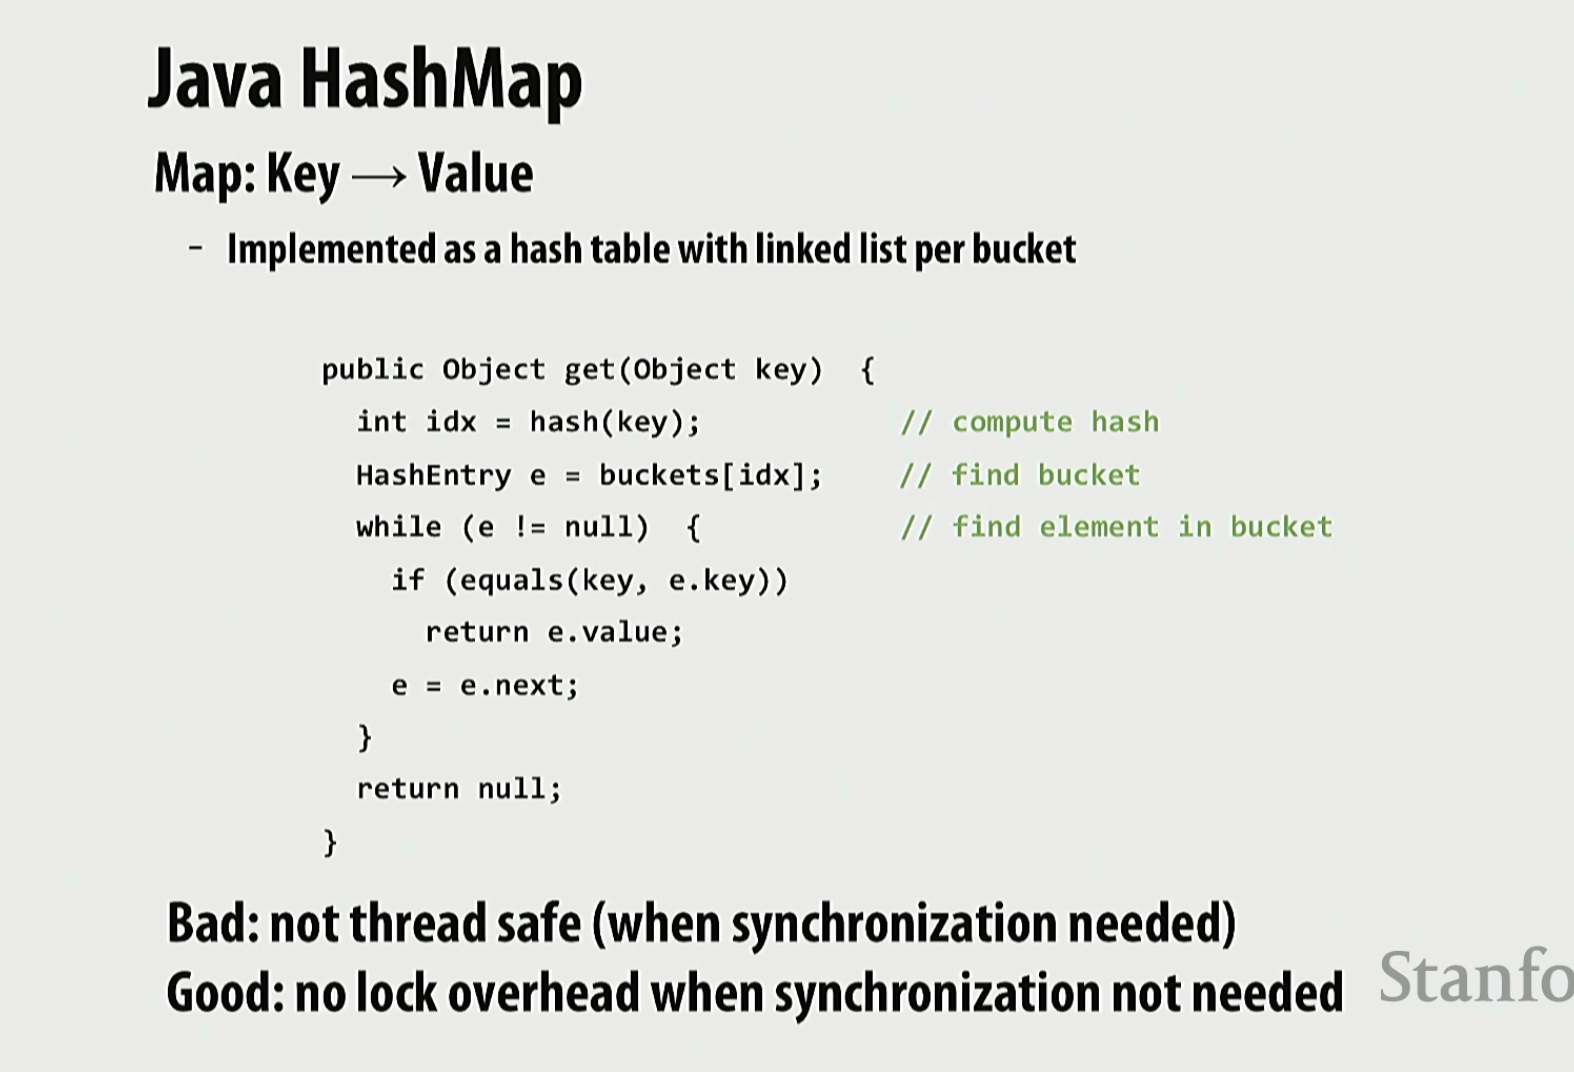 Java HashMap
Map: Key → Value
– Implemented as a hash table with linked list per bucket
public Object get(Object key)  {
  int idx = hash(key);            // compute hash
  HashEntry e = buckets[idx];     // find bucket
  while (e != null)  {            // find element in bucket
    if (equals(key, e.key))
      return e.value;
    e = e.next;
  }
  return null;
}
Bad: not thread safe (when synchronization needed)
Good: no lock overhead when synchronization not needed
Stanfo